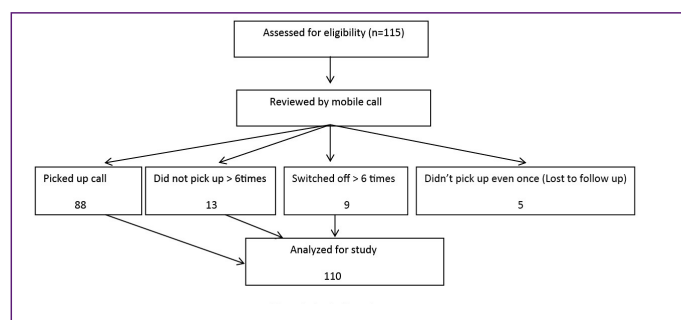 Assessed for eligibility (n=115)
Reviewed by mobile call
Picked up call
88
Did not pick up > 6times
13
Switched off > 6 times
9
Didn't pick up even once (Lost to follow up)
5
Analyzed for study
110